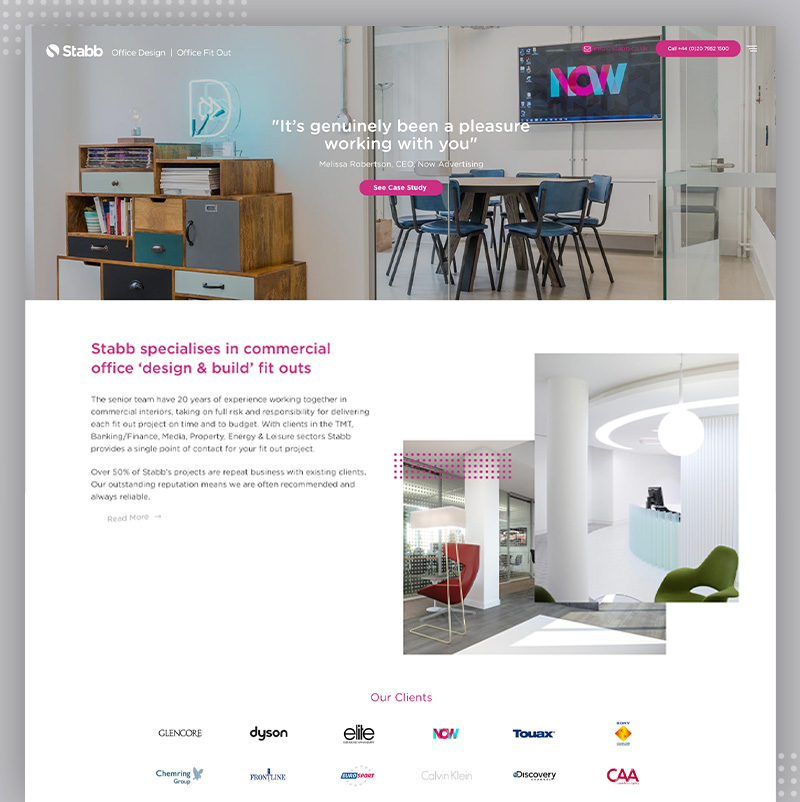 Stabb Office Design | Office Fit Out
Call +44 (0)20 7952 1500
NOW
"It's genuinely been a pleasure
working with you"
Melissa Robertson, CEO, Now Advertising
See Case Study
Stabb specialises in commercial
office ‘design & build’ fit outs
The senior team have 20 years of experience working together in
commercial interiors, taking on full risk and responsibility for delivering
each fit out project on time and to budget. With clients in the TMT,
Banking/Finance, Media, Property, Energy & Leisure sectors Stabb
provides a single point of contact for your fit out project.
Over 50% of Stabb's projects are repeat business with existing clients.
Our outstanding reputation means we are often recommended and
always reliable.
Read More →
Our Clients
GLENCORE
dyson
elite
NOW
Touax
SONY
Chemring
Group
FRONTLINE
EUROSPORT
Calvin Klein
Discovery
CAA